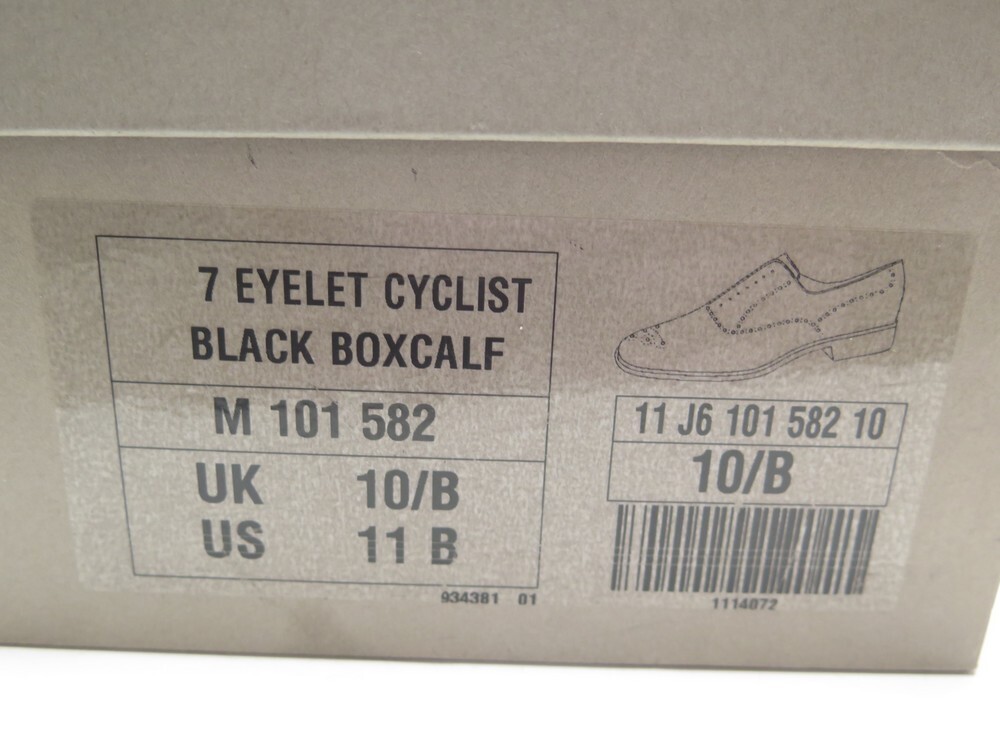 7 EYELET CYCLIST
BLACK BOXCALF
M 101 582
UK 10/B
US 11 B
934381 01
11 J6 101 582 10
10/B
1114072